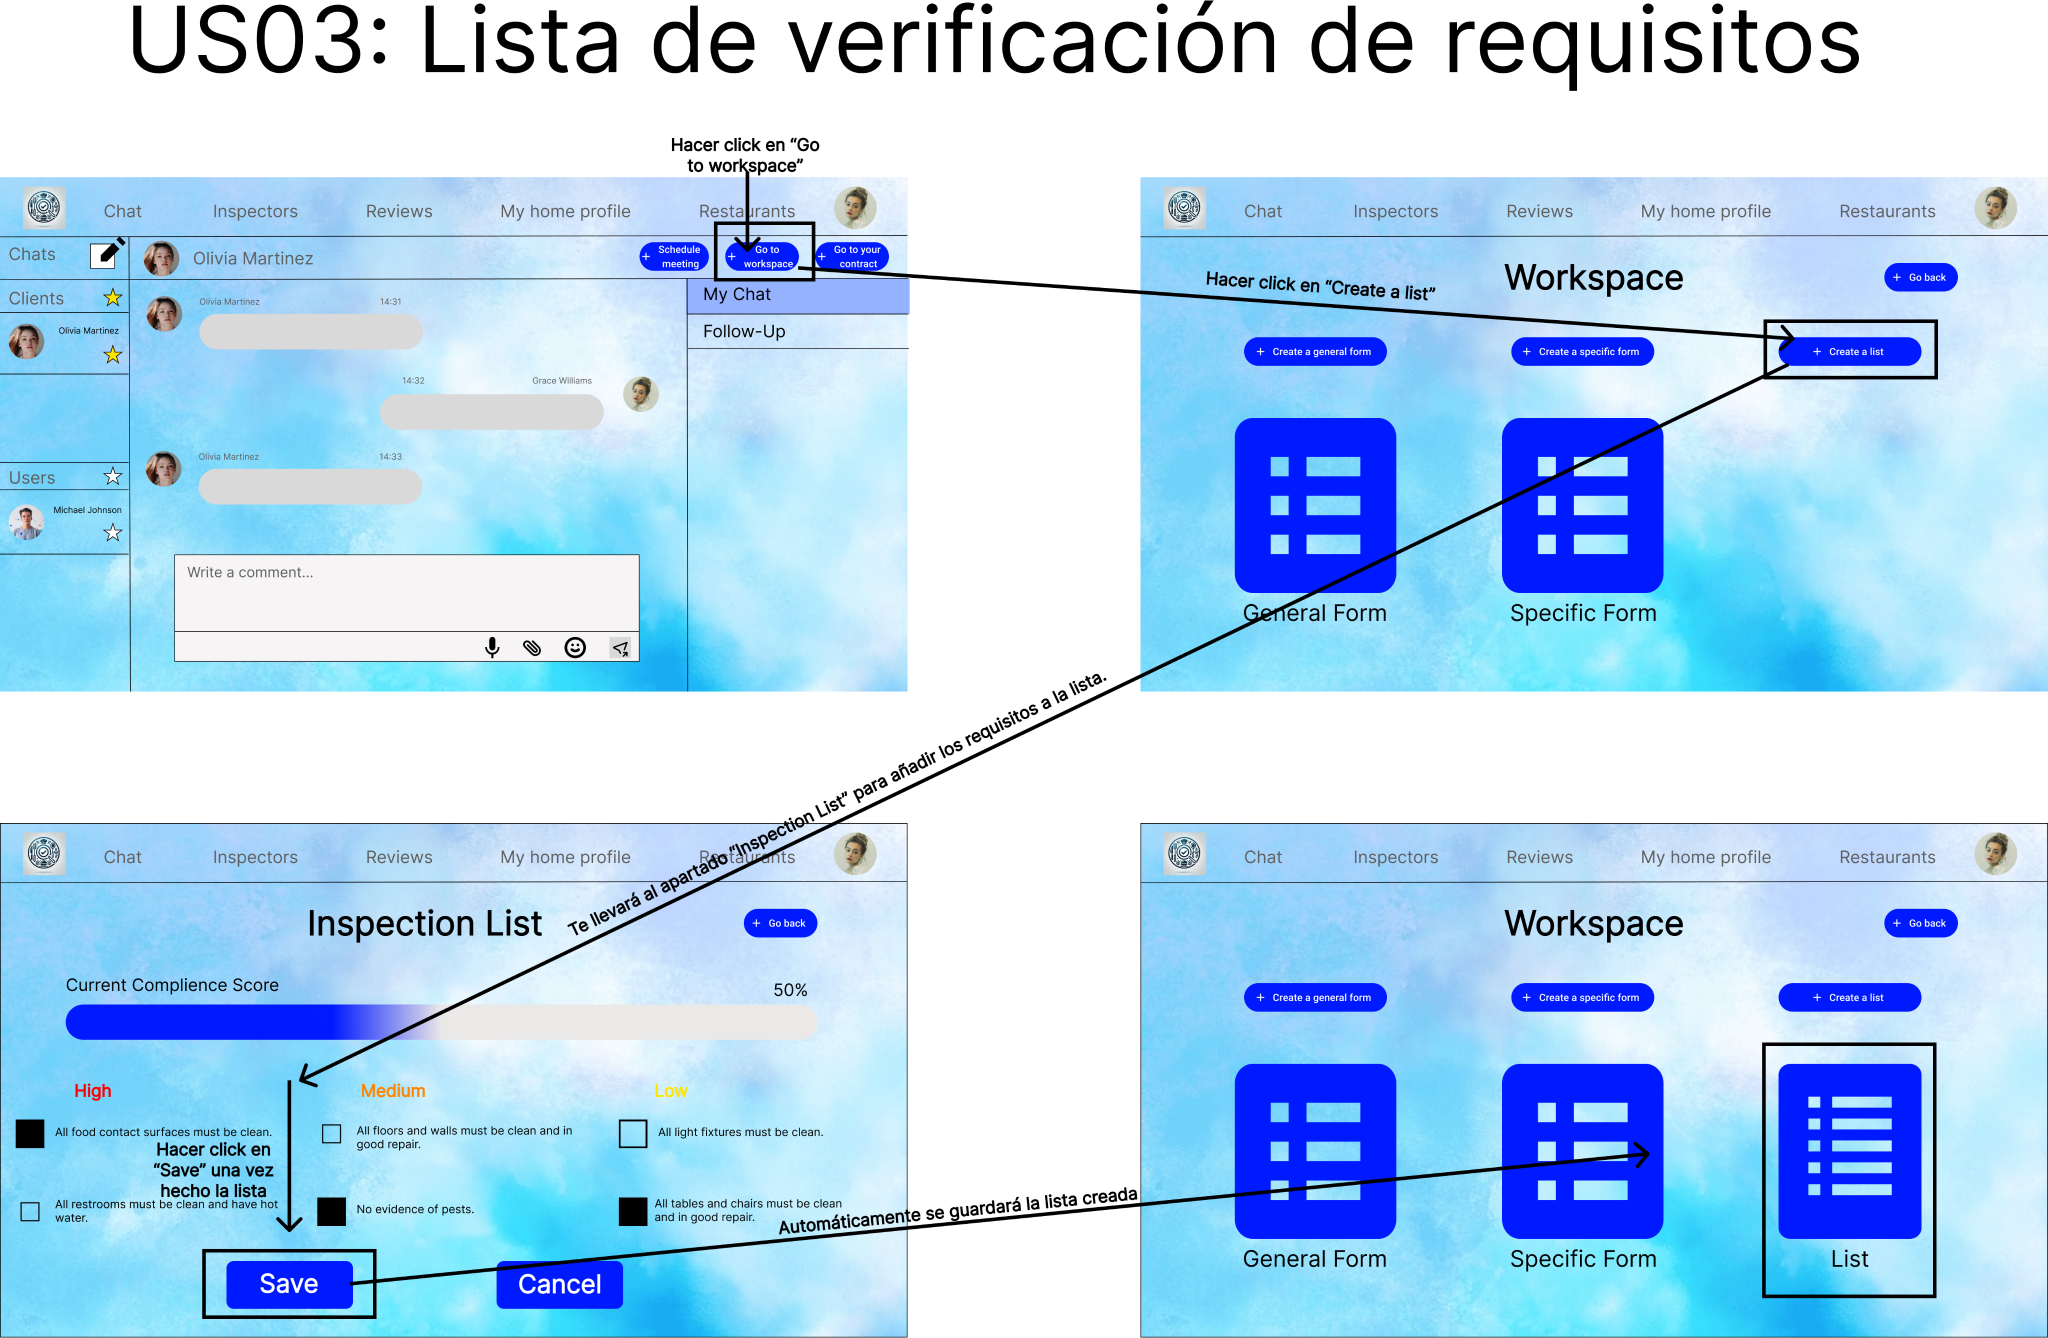 US03: Lista de verificación de requisitos
Hacer click en “Go
to workspace”
Chat
Inspectors
Reviews
My home profile
Restaurants
Chats
Olivia Martinez
Schedule
meeting
Go to
workspace
Go to your
contract
Clients
Olivia Martinez
Users
Michael Johnson
Olivia Martinez
14:31
14:32
Grace Williams
Olivia Martinez
14:33
My Chat
Follow-Up
Write a comment...
Hacer click en “Create a list”
Chat
Inspectors
Reviews
My home profile
Restaurants
Workspace
+ Go back
+ Create a general form
+ Create a specific form
+ Create a list
General Form
Specific Form
Te llevará al apartado “Inspection List” para añadir los requisitos a la lista.
Chat
Inspectors
Reviews
My home profile
Restaurants
Inspection List
+ Go back
Current Complience Score
50%
High
Medium
Low
All food contact surfaces must be clean.
All floors and walls must be clean and in
good repair.
All light fixtures must be clean.
Hacer click en
“Save” una vez
hecho la lista
All restrooms must be clean and have hot
water.
No evidence of pests.
All tables and chairs must be clean
and in good repair.
Save
Cancel
Automáticamente se guardará la lista creada
Chat
Inspectors
Reviews
My home profile
Restaurants
Workspace
+ Go back
+ Create a general form
+ Create a specific form
+ Create a list
General Form
Specific Form
List